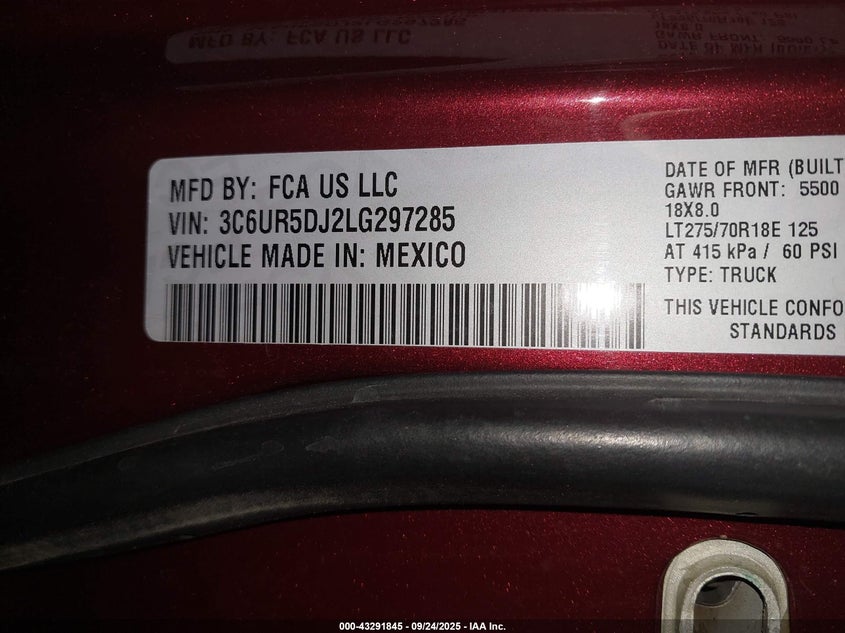 MFD BY: FCA US LLC
VIN: 3C6UR5DJ2LG297285
VEHICLE MADE IN: MEXICO
DATE OF MFR (BUILT
GAWR FRONT: 5500
18X8.0
LT275/70R18E 125
AT 415 kPa / 60 PSI
TYPE: TRUCK
THIS VEHICLE CONFO
STANDARDS
000-43291845 - 09/24/2025 - IAA Inc.